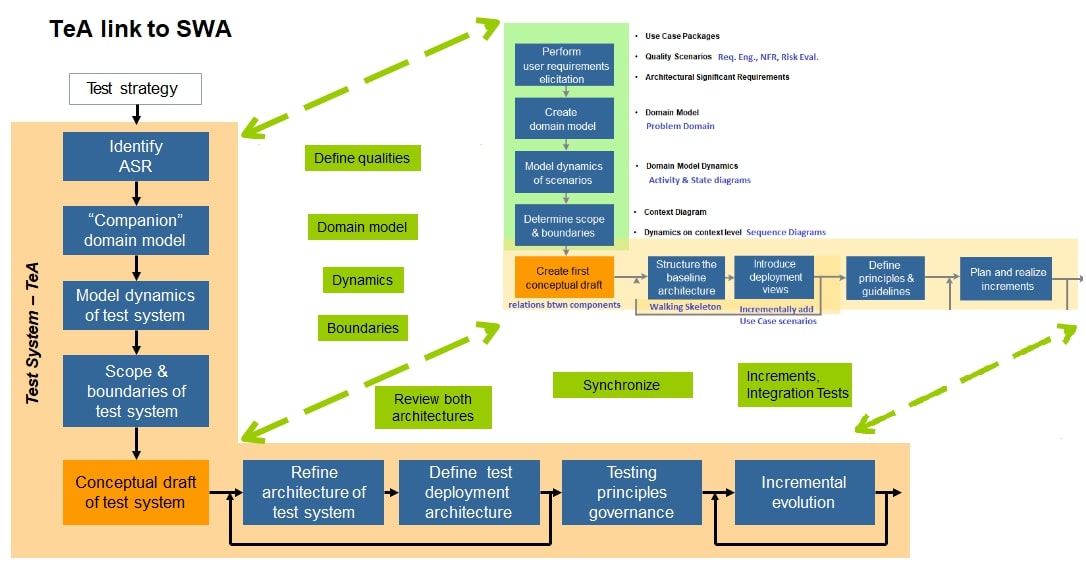 TeA link to SWA
Test strategy
Test System – TeA
Identify
ASR
“Companion”
domain model
Model dynamics
of test system
Scope &
boundaries of
test system
Conceptual draft
of test system
Refine
architecture of
test system
Define test
deployment
architecture
Testing
principles
governance
Incremental
evolution
Define qualities
Domain model
Dynamics
Boundaries
Review both
architectures
Synchronize
Increments,
Integration Tests
Perform
user requirements
elicitation
Create
domain model
Model dynamics
of scenarios
Determine scope
& boundaries
Create first
conceptual draft
relations btwn components
Structure the
baseline
architecture
Walking Skeleton
Introduce
deployment
views
Incrementally add
Use Case scenarios
Define
principles &
guidelines
Plan and realize
increments
• Use Case Packages
• Quality Scenarios Req. Eng., NFR, Risk Eval.
• Architectural Significant Requirements
• Domain Model
Problem Domain
• Domain Model Dynamics
Activity & State diagrams
• Context Diagram
• Dynamics on context level Sequence Diagrams